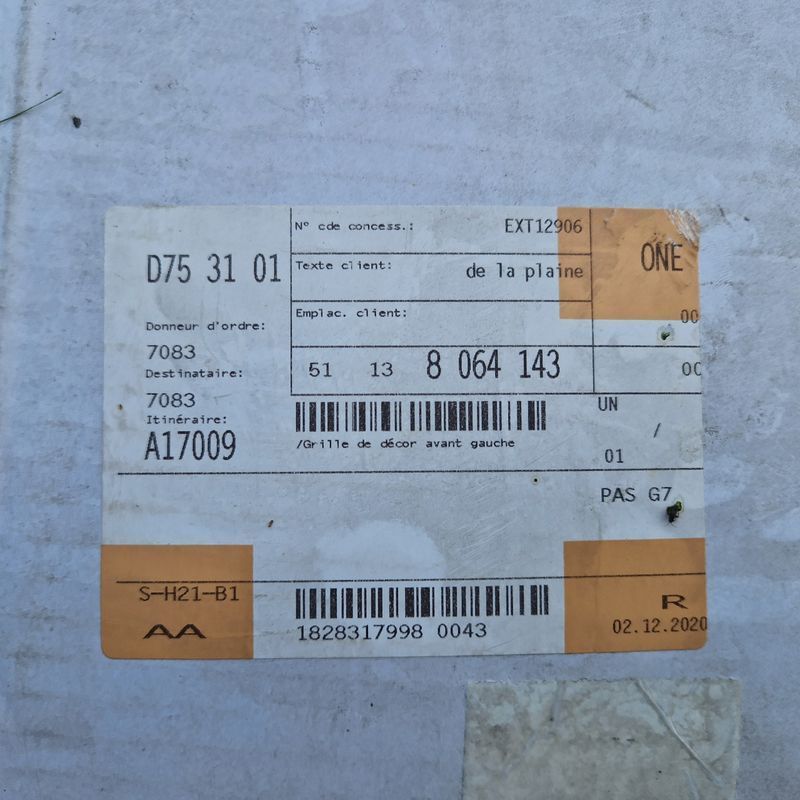 N° cde concess.: EXT12906
D75 31 01
Texte client: de la plaine
ONE
Emplac. client:
00
Donneur d'ordre:
7083
51 13 8 064 143
00
Destinataire:
7083
Itinéraire:
A17009
/Grille de décor avant gauche
UN
/
01
PAS G7
S-H21-B1
AA
1828317998 0043
R
02.12.2020